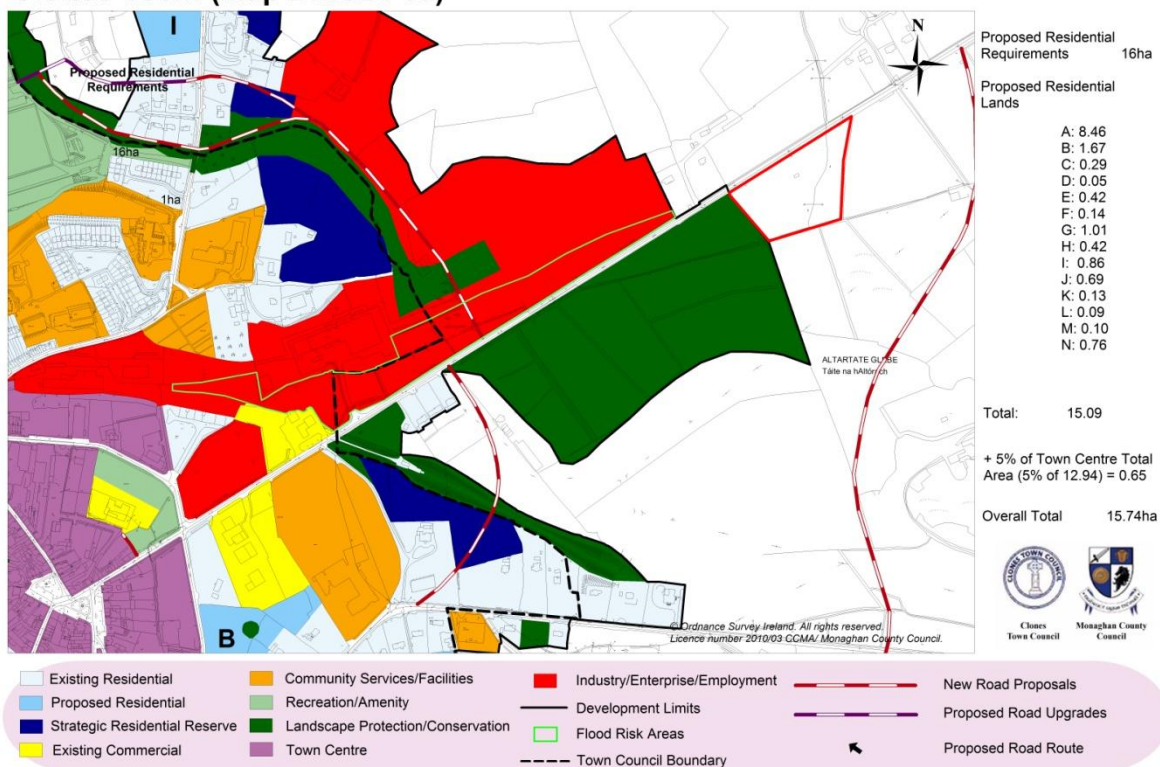 I
Proposed Residential
Requirements
16ha
1ha
B
N
ALTARTATE GLEBE
Táite na hAltórach
© Ordnance Survey Ireland. All rights reserved.
Licence number 2010/03 CCMA/ Monaghan County Council.
Proposed Residential
Requirements 16ha
Proposed Residential
Lands
A: 8.46
B: 1.67
C: 0.29
D: 0.05
E: 0.42
F: 0.14
G: 1.01
H: 0.42
I: 0.86
J: 0.69
K: 0.13
L: 0.09
M: 0.10
N: 0.76
Total: 15.09
+ 5% of Town Centre Total
Area (5% of 12.94) = 0.65
Overall Total 15.74ha
CLONES TOWN COUNCIL
Clones
Town Council
Monaghan County
Council
Existing Residential
Proposed Residential
Strategic Residential Reserve
Existing Commercial
Community Services/Facilities
Recreation/Amenity
Landscape Protection/Conservation
Town Centre
Industry/Enterprise/Employment
Development Limits
Flood Risk Areas
Town Council Boundary
New Road Proposals
Proposed Road Upgrades
Proposed Road Route